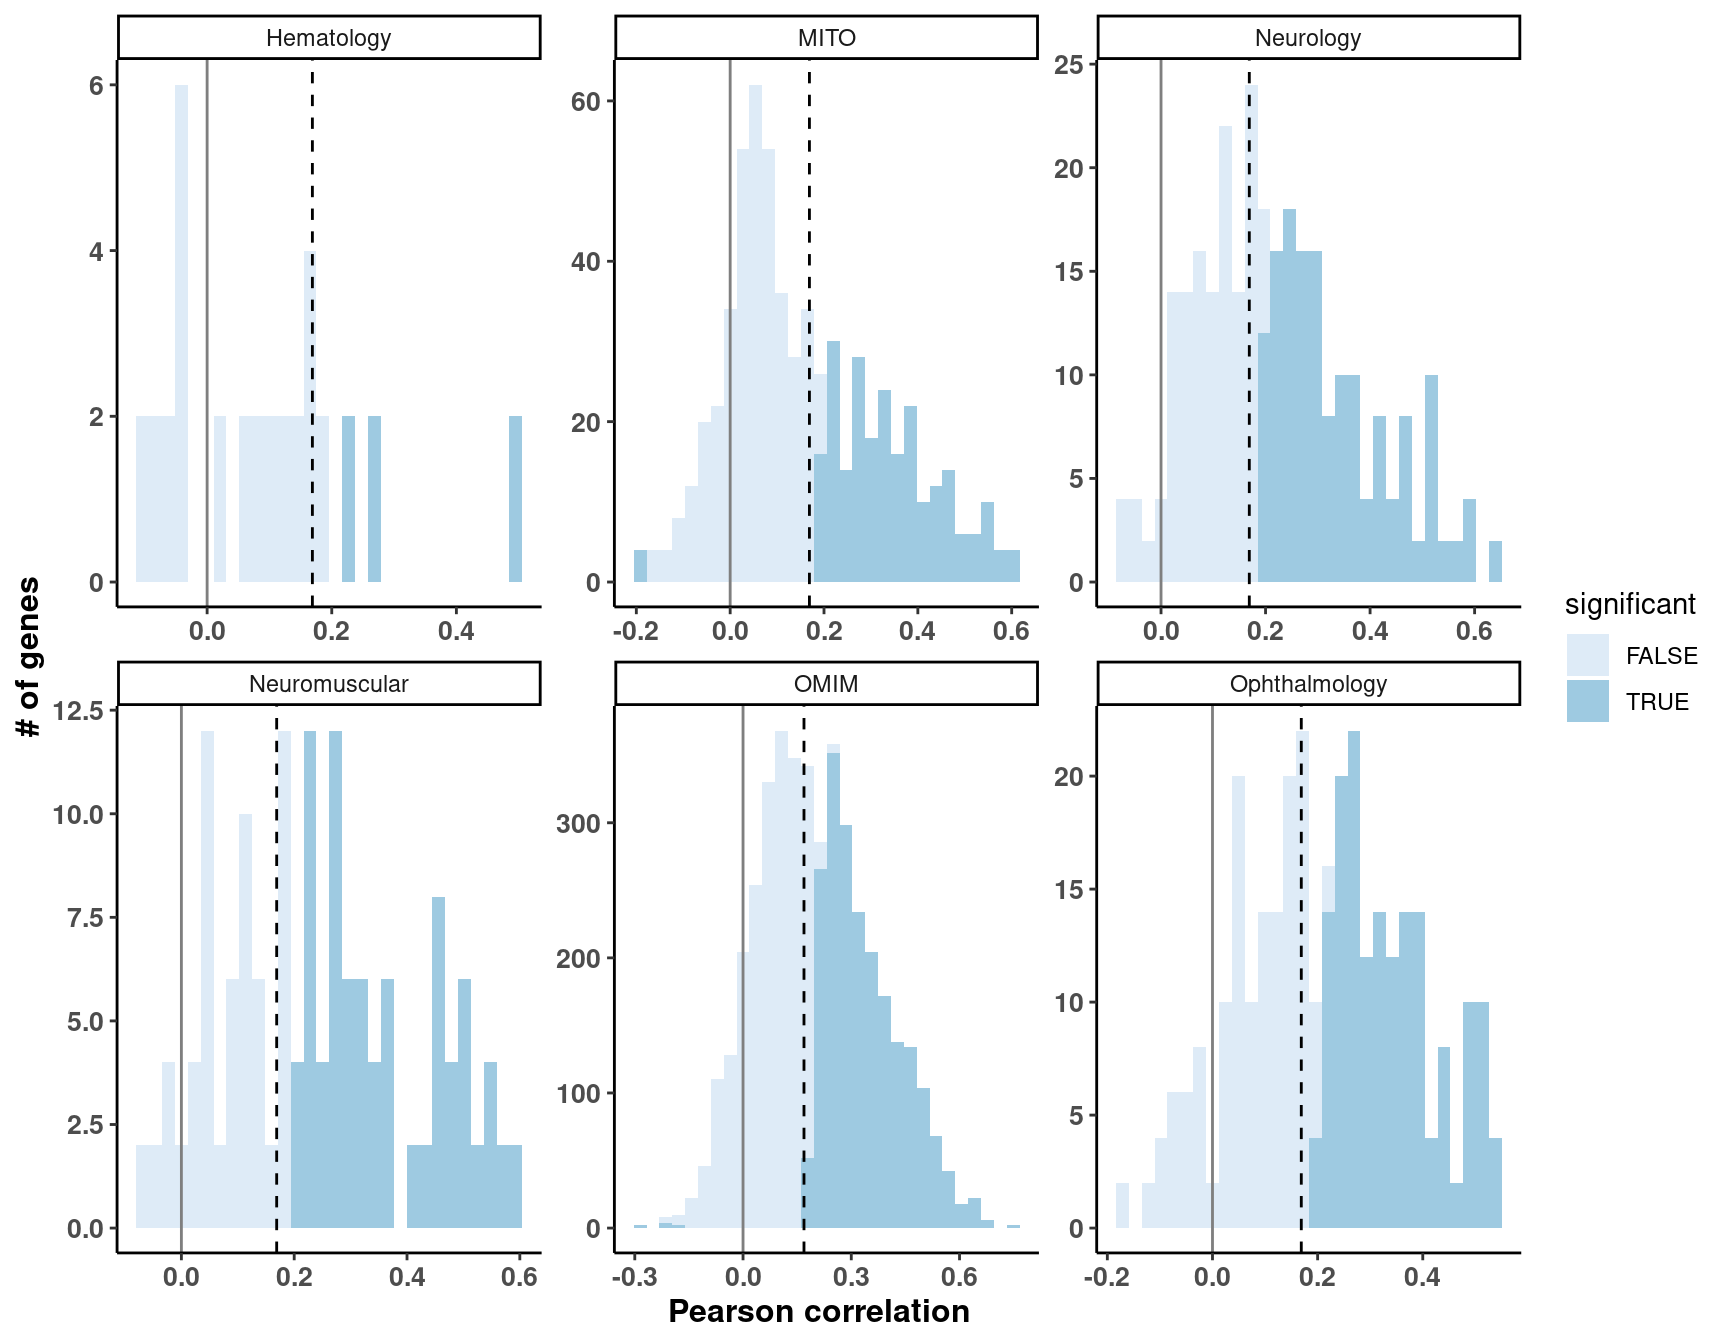 Hematology
MITO
Neurology
6
4
2
0
0.0 0.2 0.4
60
40
20
0
-0.2 0.0 0.2 0.4 0.6
25
20
15
10
5
0
0.0 0.2 0.4 0.6
Neuromuscular
OMIM
Ophthalmology
12.5
10.0
7.5
5.0
2.5
0.0
0.0 0.2 0.4 0.6
300
200
100
0
-0.3 0.0 0.3 0.6
20
15
10
5
0
-0.2 0.0 0.2 0.4
# of genes
Pearson correlation
significant
FALSE
TRUE